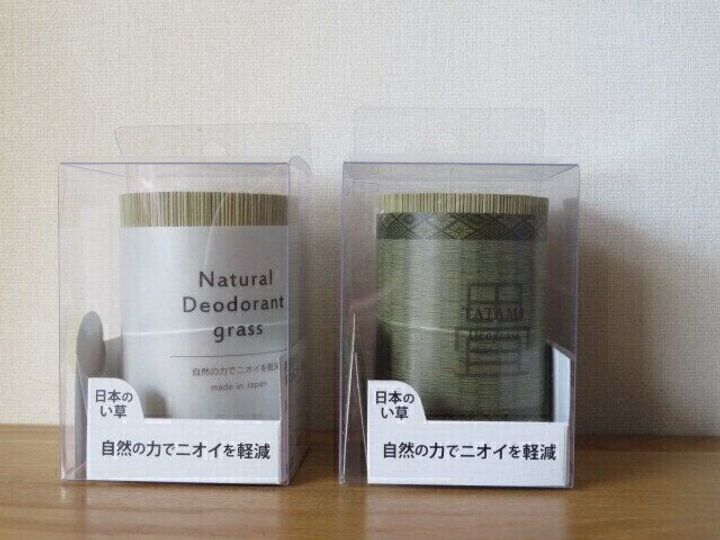 Natural
Deodorant
grass
自然の力でニオイを軽減
made in Japan
日本の
い草
自然の力でニオイを軽減
TATAMI
Deograss
日本の
い草
自然の力でニオイを軽減